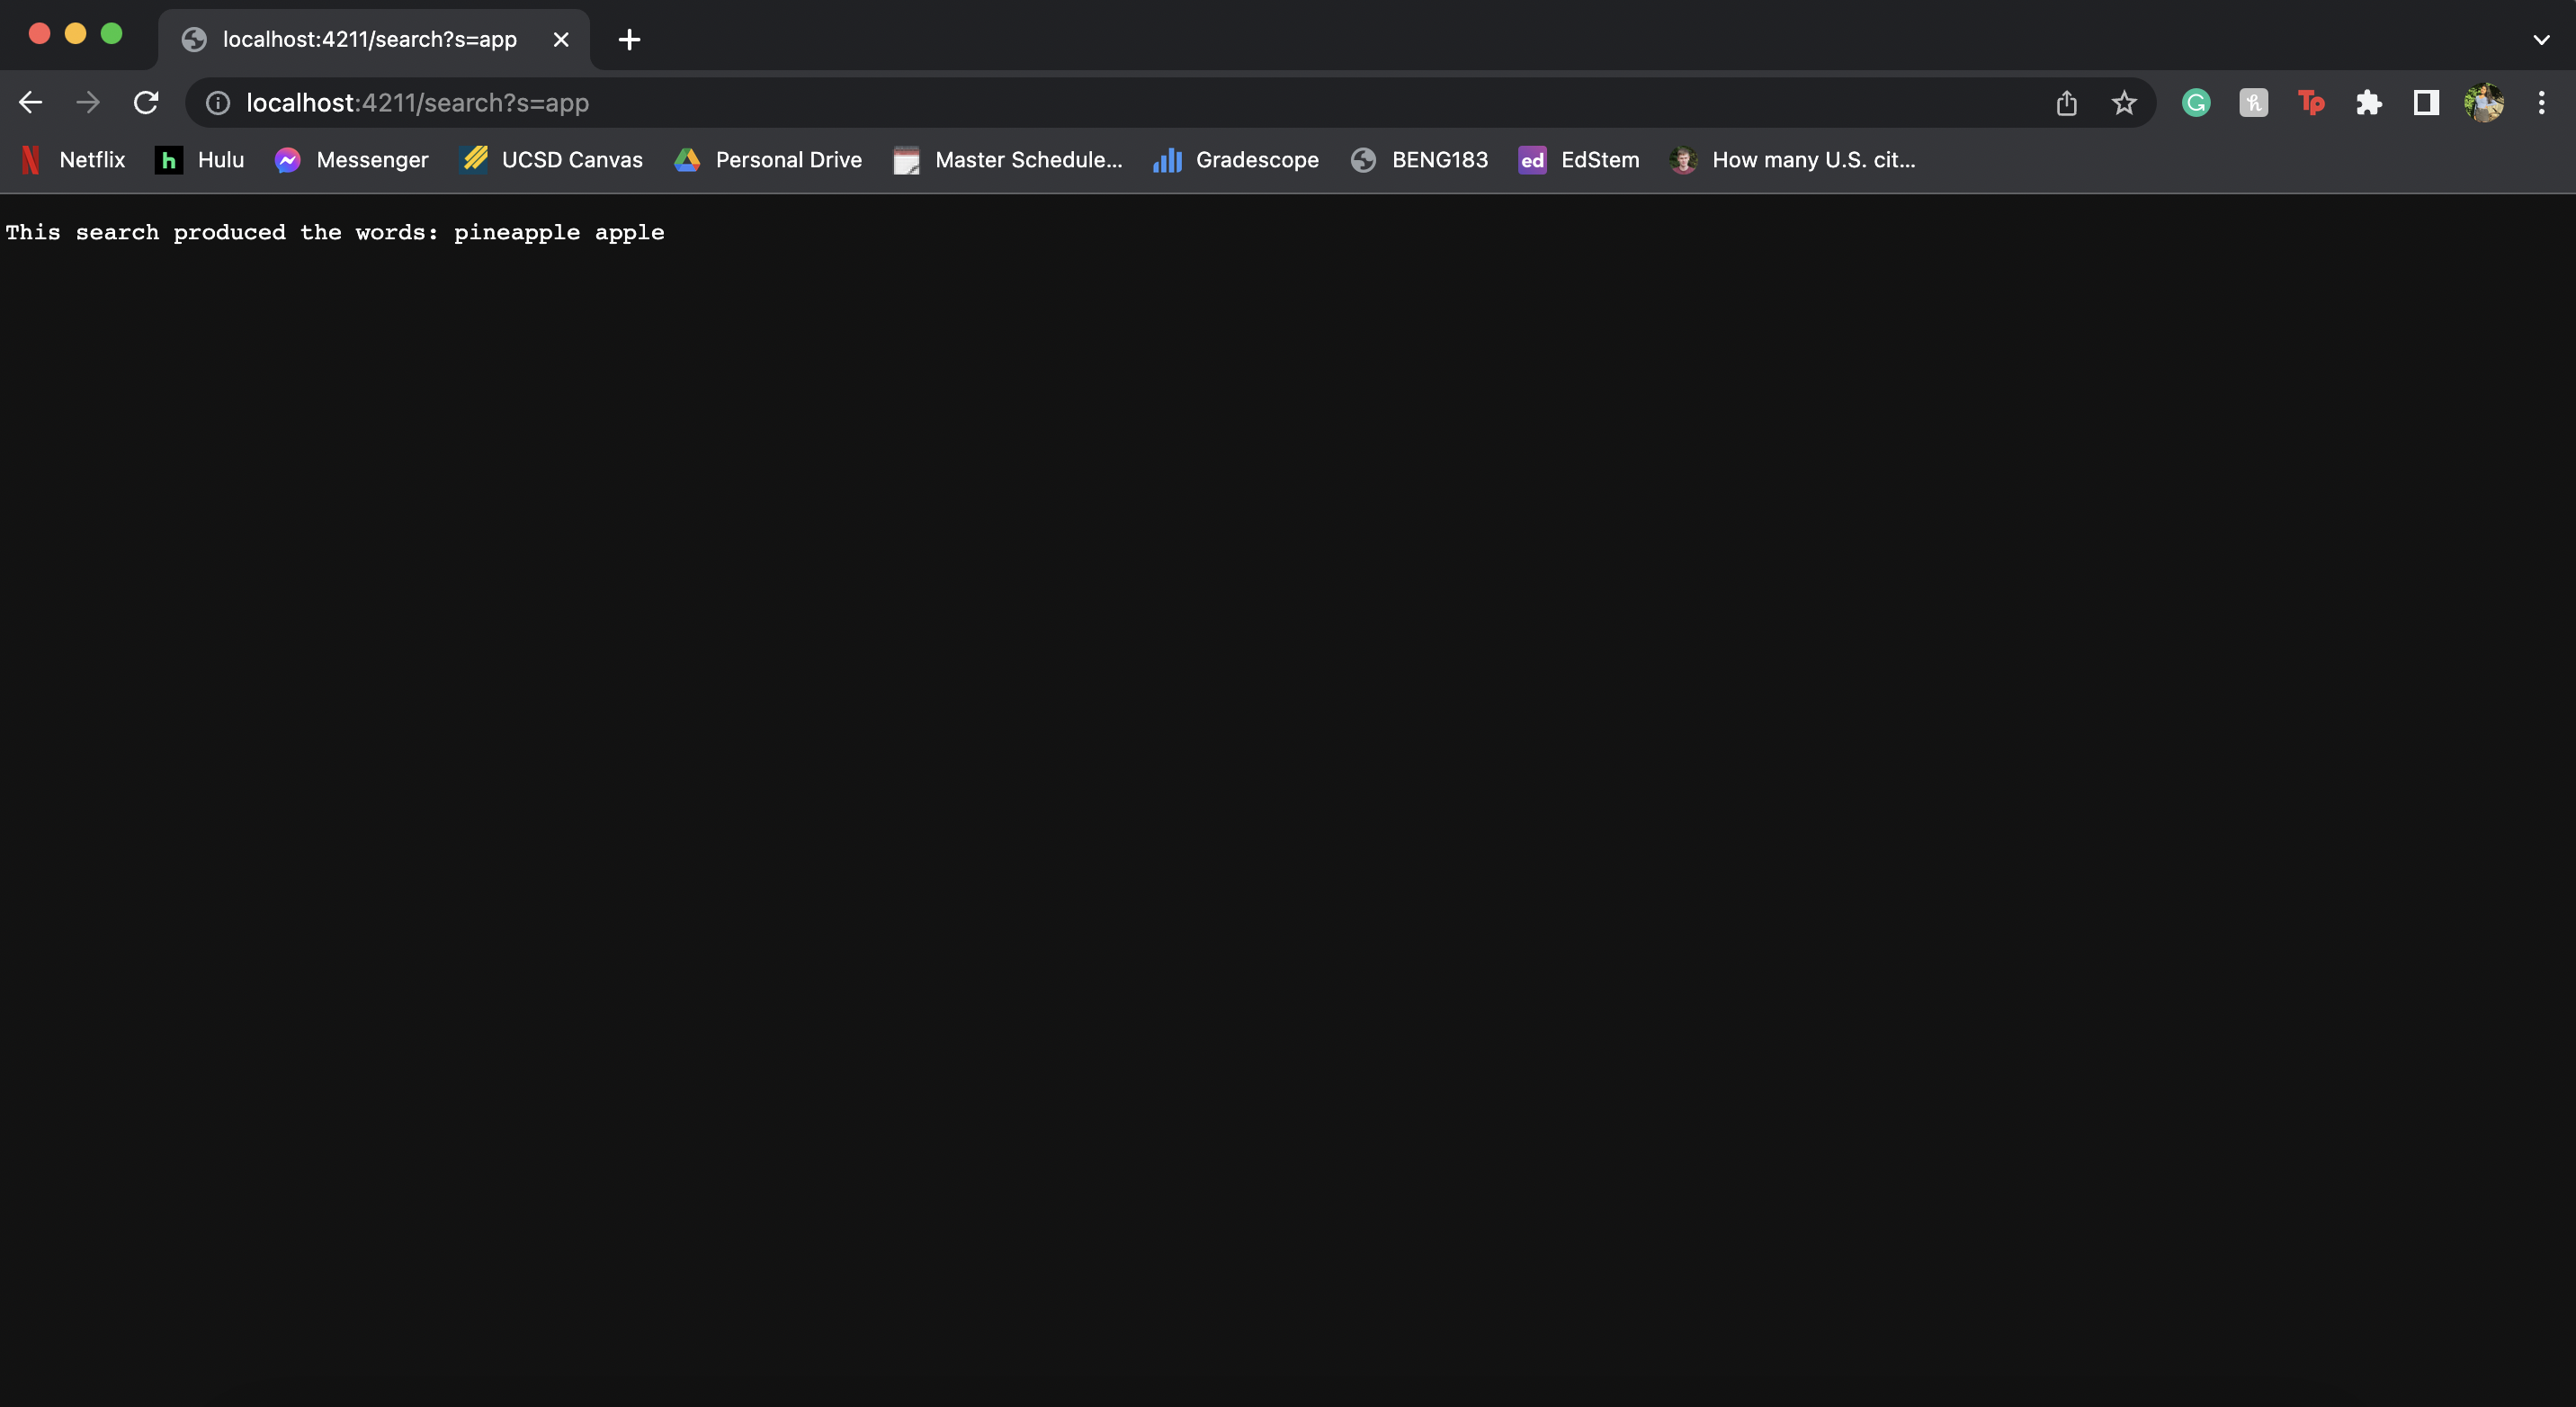 localhost:4211/search?s=app
localhost:4211/search?s=app
Netflix Hulu Messenger UCSD Canvas Personal Drive Master Schedule... Gradescope BENG183 ed EdStem How many U.S. cit...
This search produced the words: pineapple apple